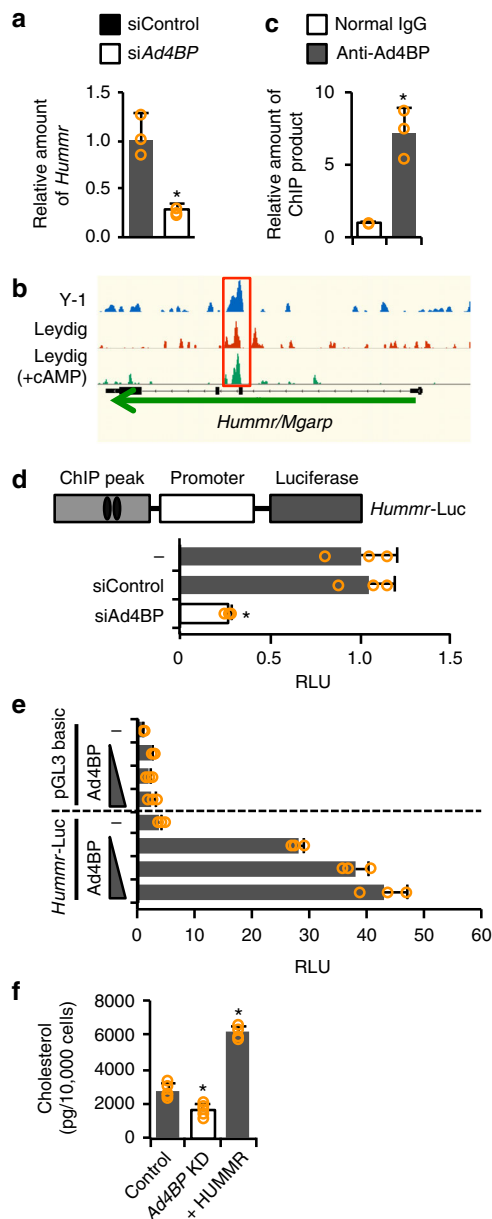 a
siControl
siAd4BP
Relative amount
of Hummr
1.5
1.0
0.5
0.0
*
c
Normal IgG
Anti-Ad4BP
Relative amount of
ChIP product
10
5
0
*
b
Y-1
Leydig
Leydig
(+cAMP)
Hummr/Mgarp
d
ChIP peak
Promoter
Luciferase
Hummr-Luc
–
siControl
siAd4BP
*
0
0.5
1.0
1.5
RLU
e
pGL3 basic
Ad4BP
–
Hummr-Luc
Ad4BP
–
0
10
20
30
40
50
60
RLU
f
Cholesterol
(pg/10,000 cells)
8000
6000
4000
2000
0
*
*
Control
Ad4BP KD
+ HUMMR